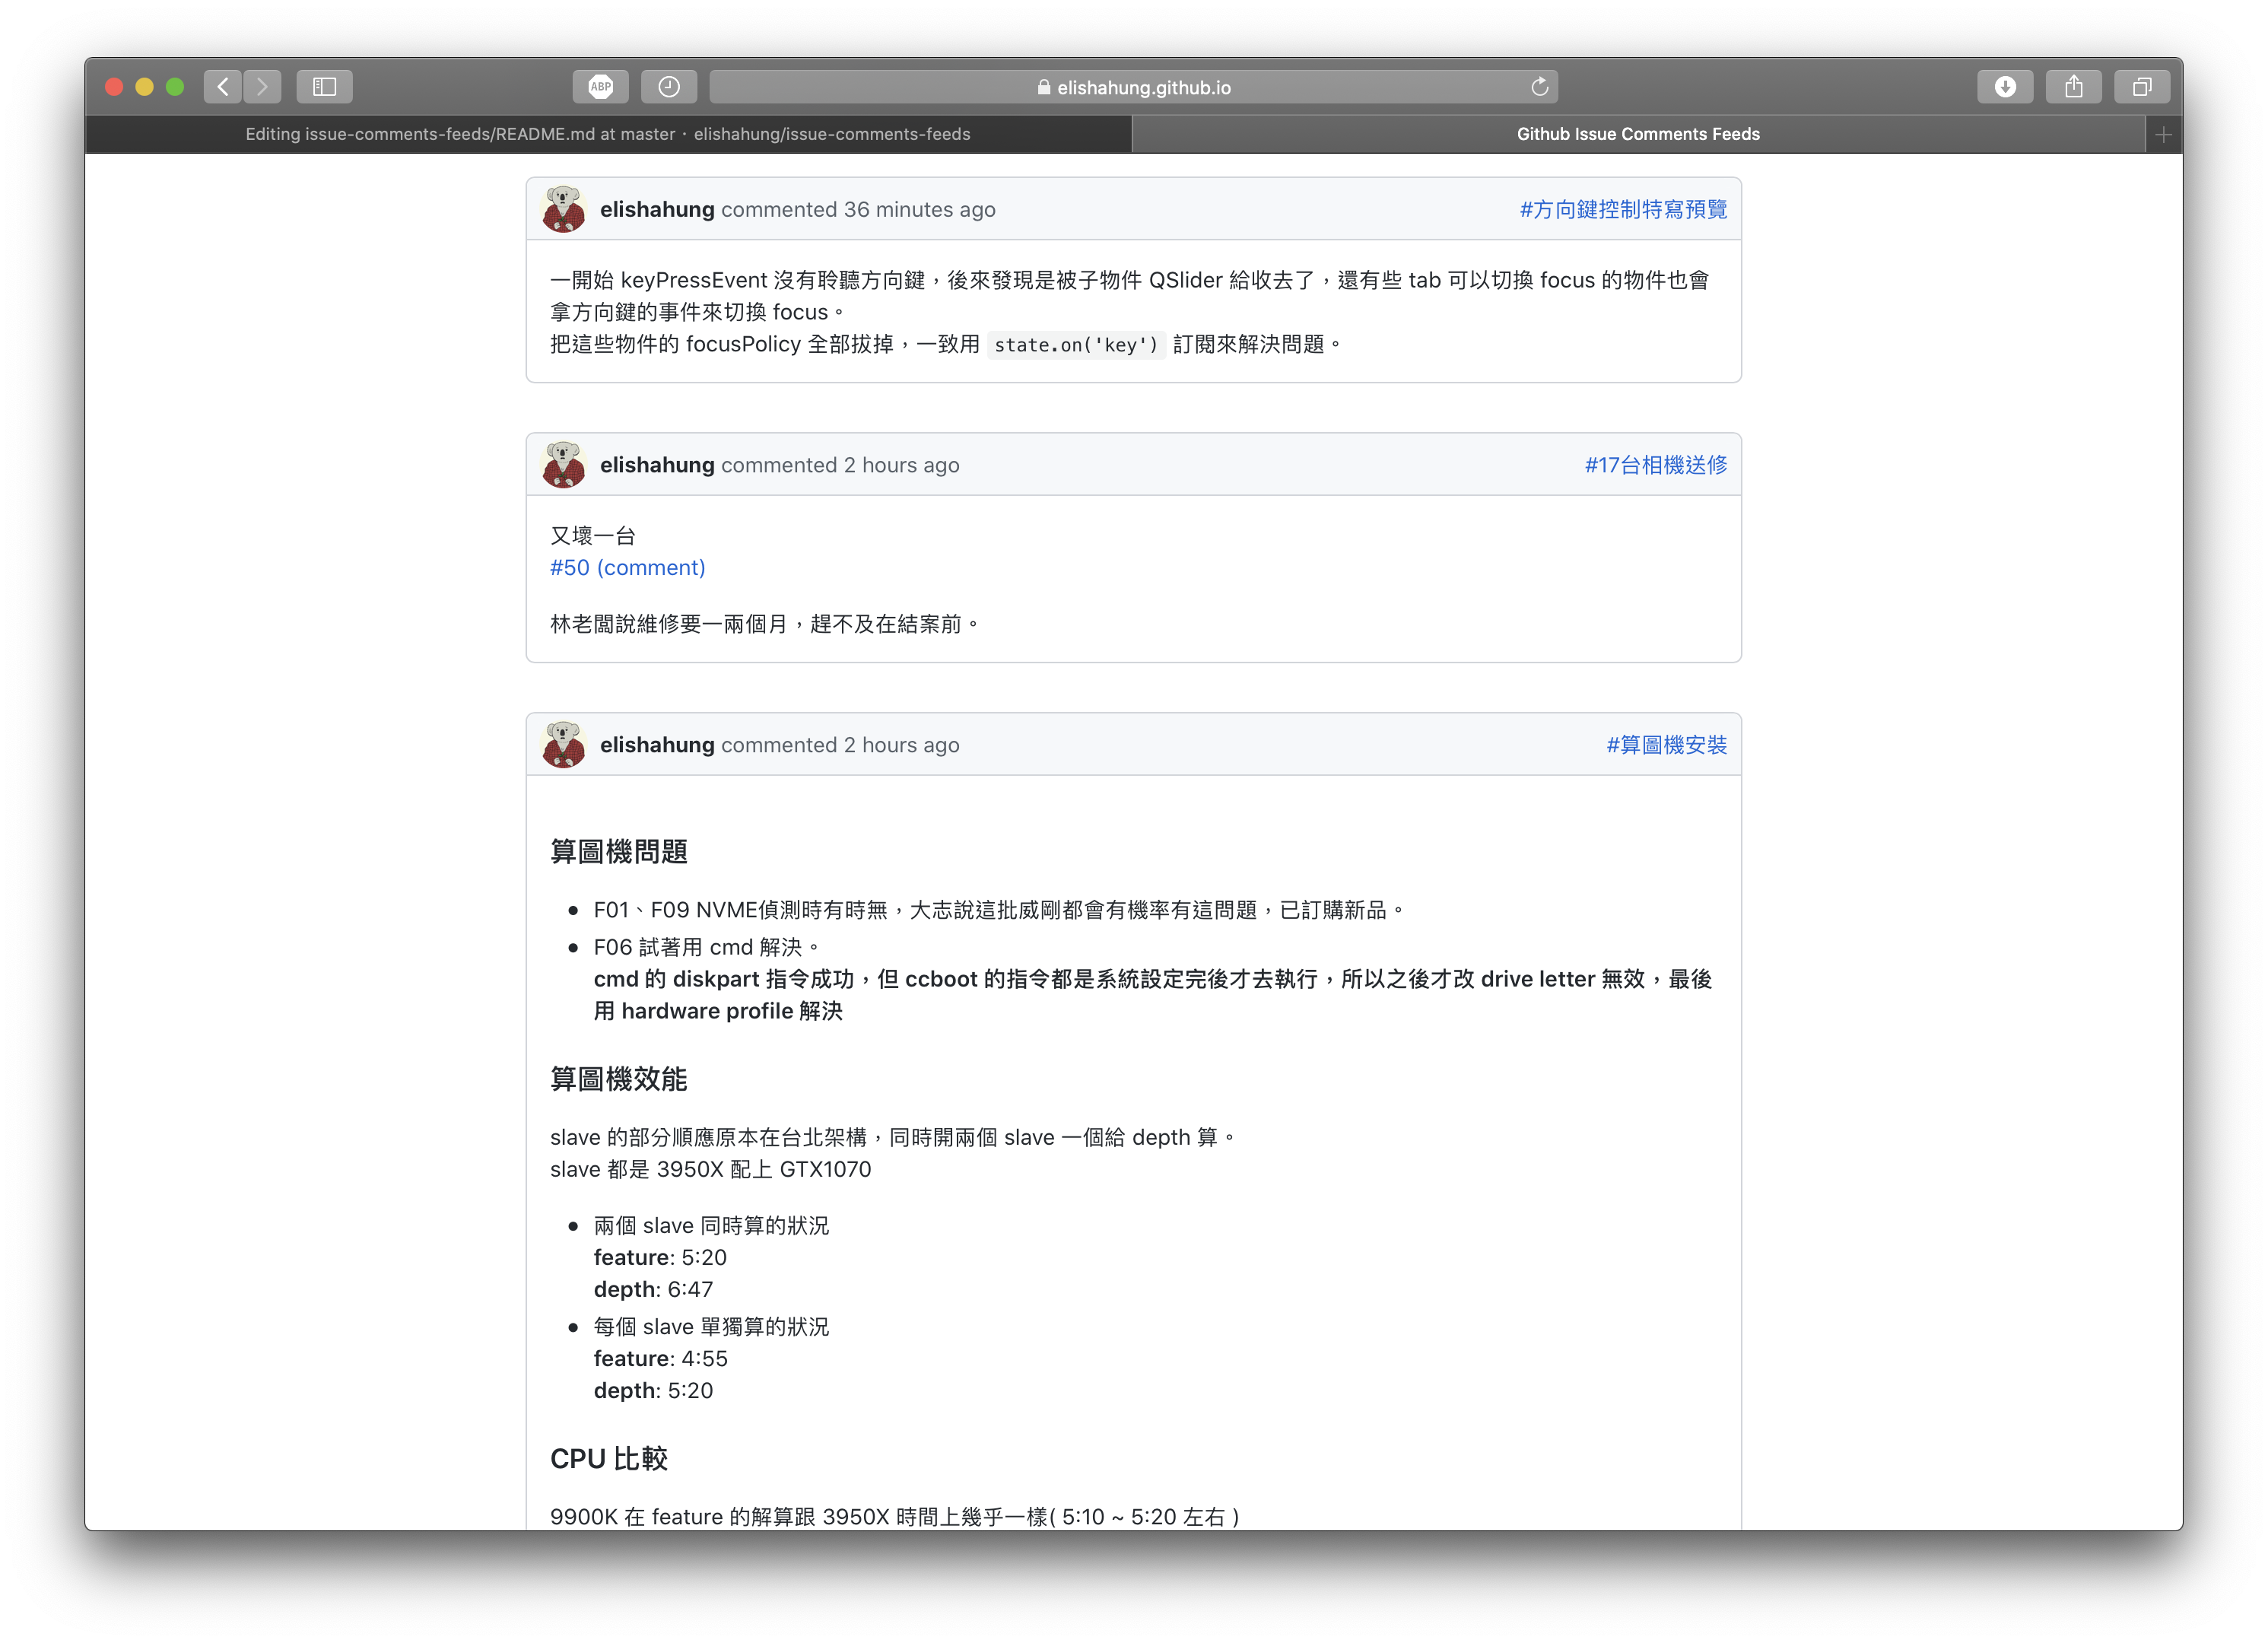 ABP
elishahung.github.io
Editing issue-comments-feeds/README.md at master · elishahung/issue-comments-feeds
Github Issue Comments Feeds
elishahung commented 36 minutes ago
#方向鍵控制特寫預覽
一開始 keyPressEvent 沒有聆聽方向鍵，後來發現是被子物件 QSlider 給收去了，還有些 tab 可以切換 focus 的物件也會
拿方向鍵的事件來切換 focus。
把這些物件的 focusPolicy 全部拔掉，一致用 state.on('key') 訂閱來解決問題。
elishahung commented 2 hours ago
#17台相機送修
又壞一台
#50 (comment)
林老闆說維修要一兩個月，趕不及在結案前。
elishahung commented 2 hours ago
#算圖機安裝
算圖機問題
F01、F09 NVME偵測時有時無，大志說這批威剛都會有機率有這問題，已訂購新品。
F06 試著用 cmd 解決。
cmd 的 diskpart 指令成功，但 ccboot 的指令都是系統設定完後才去執行，所以之後才改 drive letter 無效，最後
用 hardware profile 解決
算圖機效能
slave 的部分順應原本在台北架構，同時開兩個 slave 一個給 depth 算。
slave 都是 3950X 配上 GTX1070
兩個 slave 同時算的狀況
feature: 5:20
depth: 6:47
每個 slave 單獨算的狀況
feature: 4:55
depth: 5:20
CPU 比較
9900K 在 feature 的解算跟 3950X 時間上幾乎一樣( 5:10 ~ 5:20 左右 )